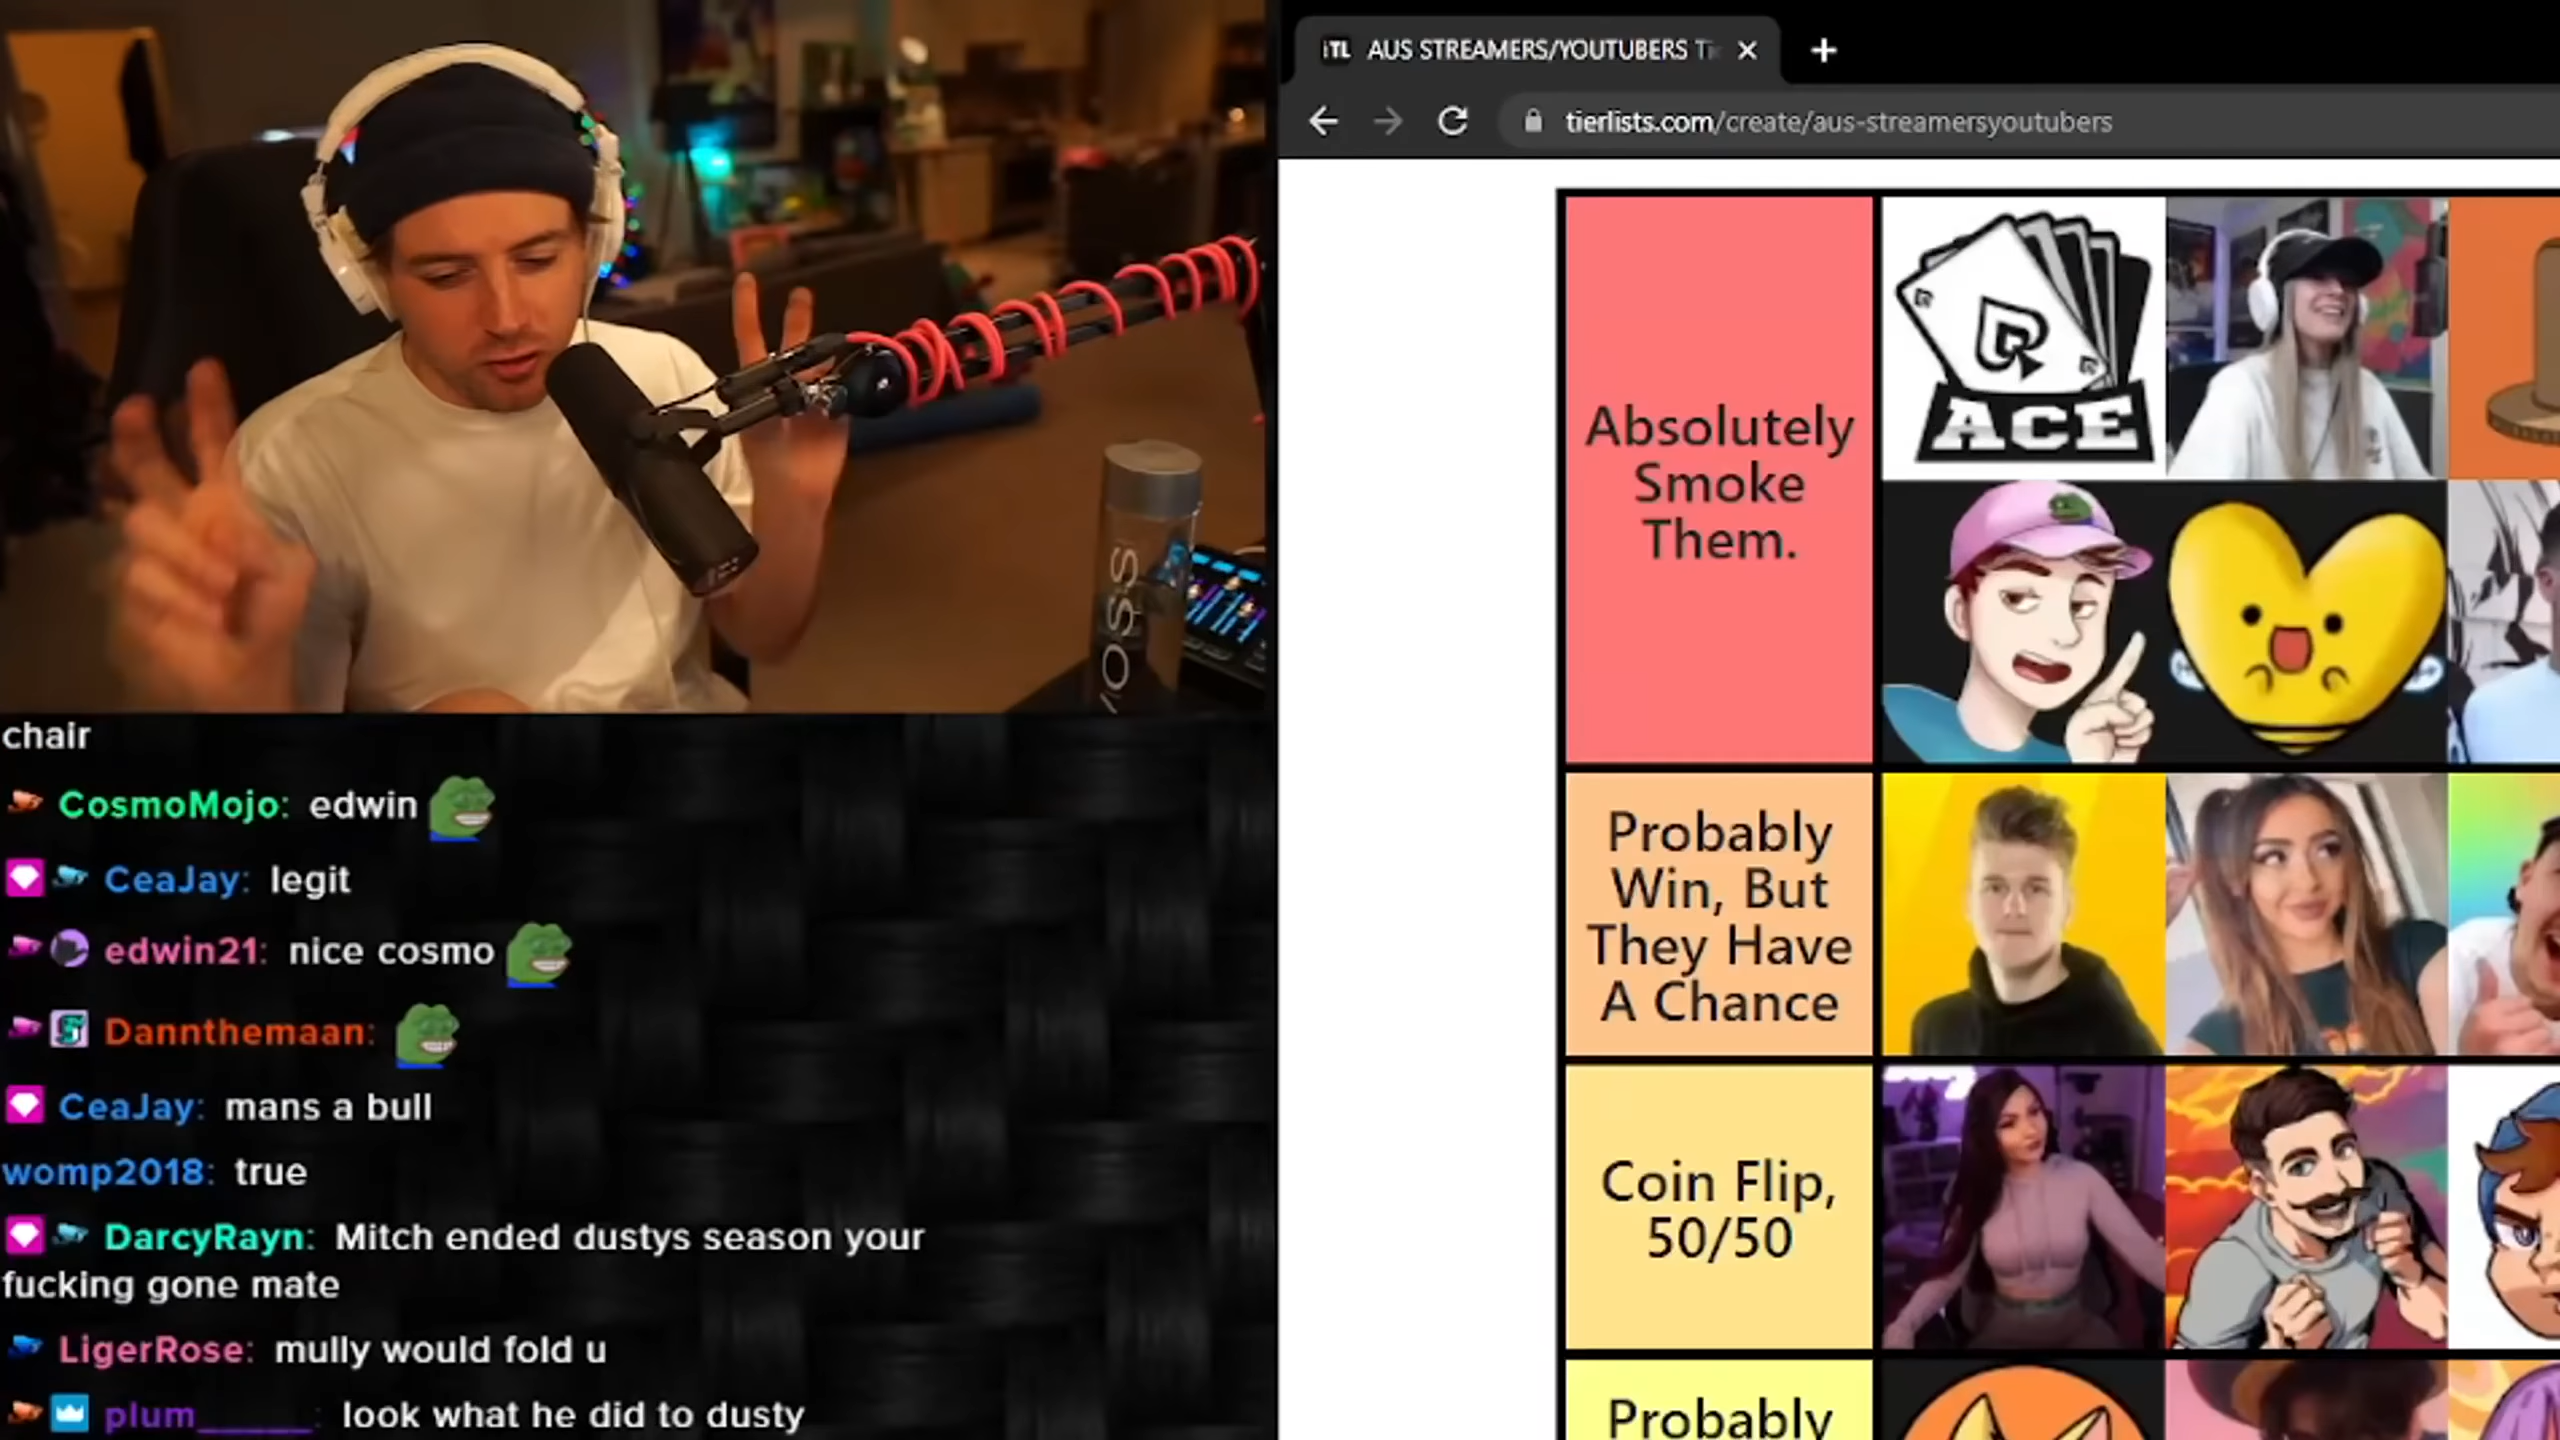 AUS STREAMERS/YOUTUBERS
tierlists.com/create/aus-streamersyoutubers
Absolutely
Smoke
Them.
ACE
Probably
Win, But
They Have
A Chance
Coin Flip,
50/50
Probably
chair
CosmoMojo: edwin
CeaJay: legit
edwin21: nice cosmo
Dannthemaan:
CeaJay: mans a bull
womp2018: true
DarcyRayn: Mitch ended dustys season your
fucking gone mate
LigerRose: mully would fold u
plum______: look what he did to dusty